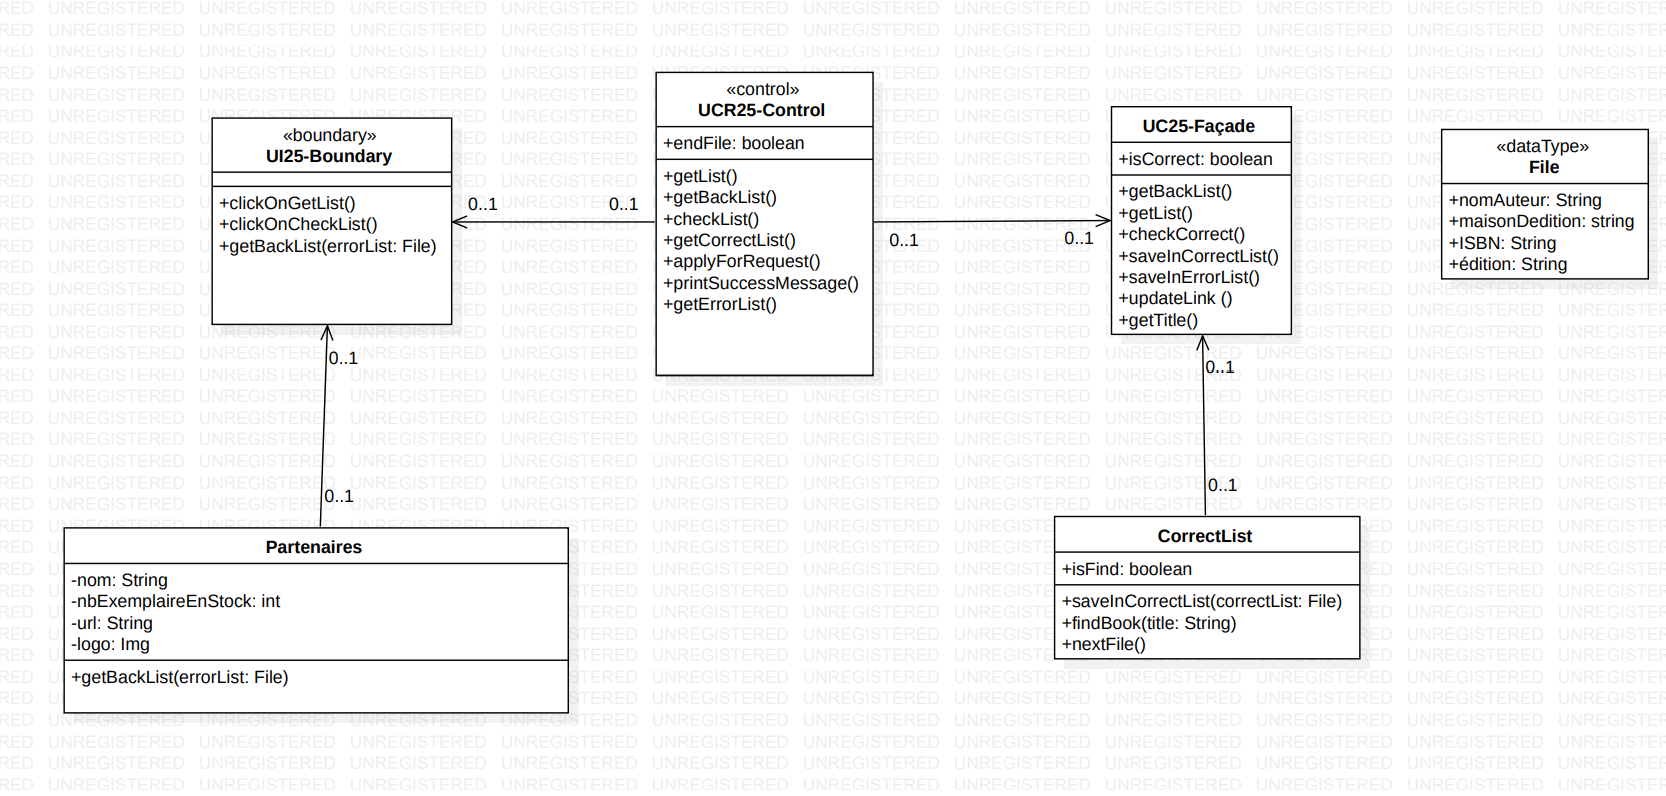 «boundary»
UI25-Boundary
+clickOnGetList()
+clickOnCheckList()
+getBackList(errorList: File)
0..1
0..1
«control»
UCR25-Control
+endFile: boolean
+getList()
+getBackList()
+checkList()
+getCorrectList()
+applyForRequest()
+printSuccessMessage()
+getErrorList()
0..1
0..1
UC25-Façade
+isCorrect: boolean
+getBackList()
+getList()
+checkCorrect()
+saveInCorrectList()
+saveInErrorList()
+updateLink ()
+getTitle()
«dataType»
File
+nomAuteur: String
+maisonDedition: string
+ISBN: String
+édition: String
0..1
0..1
Partenaires
-nom: String
-nbExemplaireEnStock: int
-url: String
-logo: Img
+getBackList(errorList: File)
0..1
0..1
CorrectList
+isFind: boolean
+saveInCorrectList(correctList: File)
+findBook(title: String)
+nextFile()
UNREGISTERED